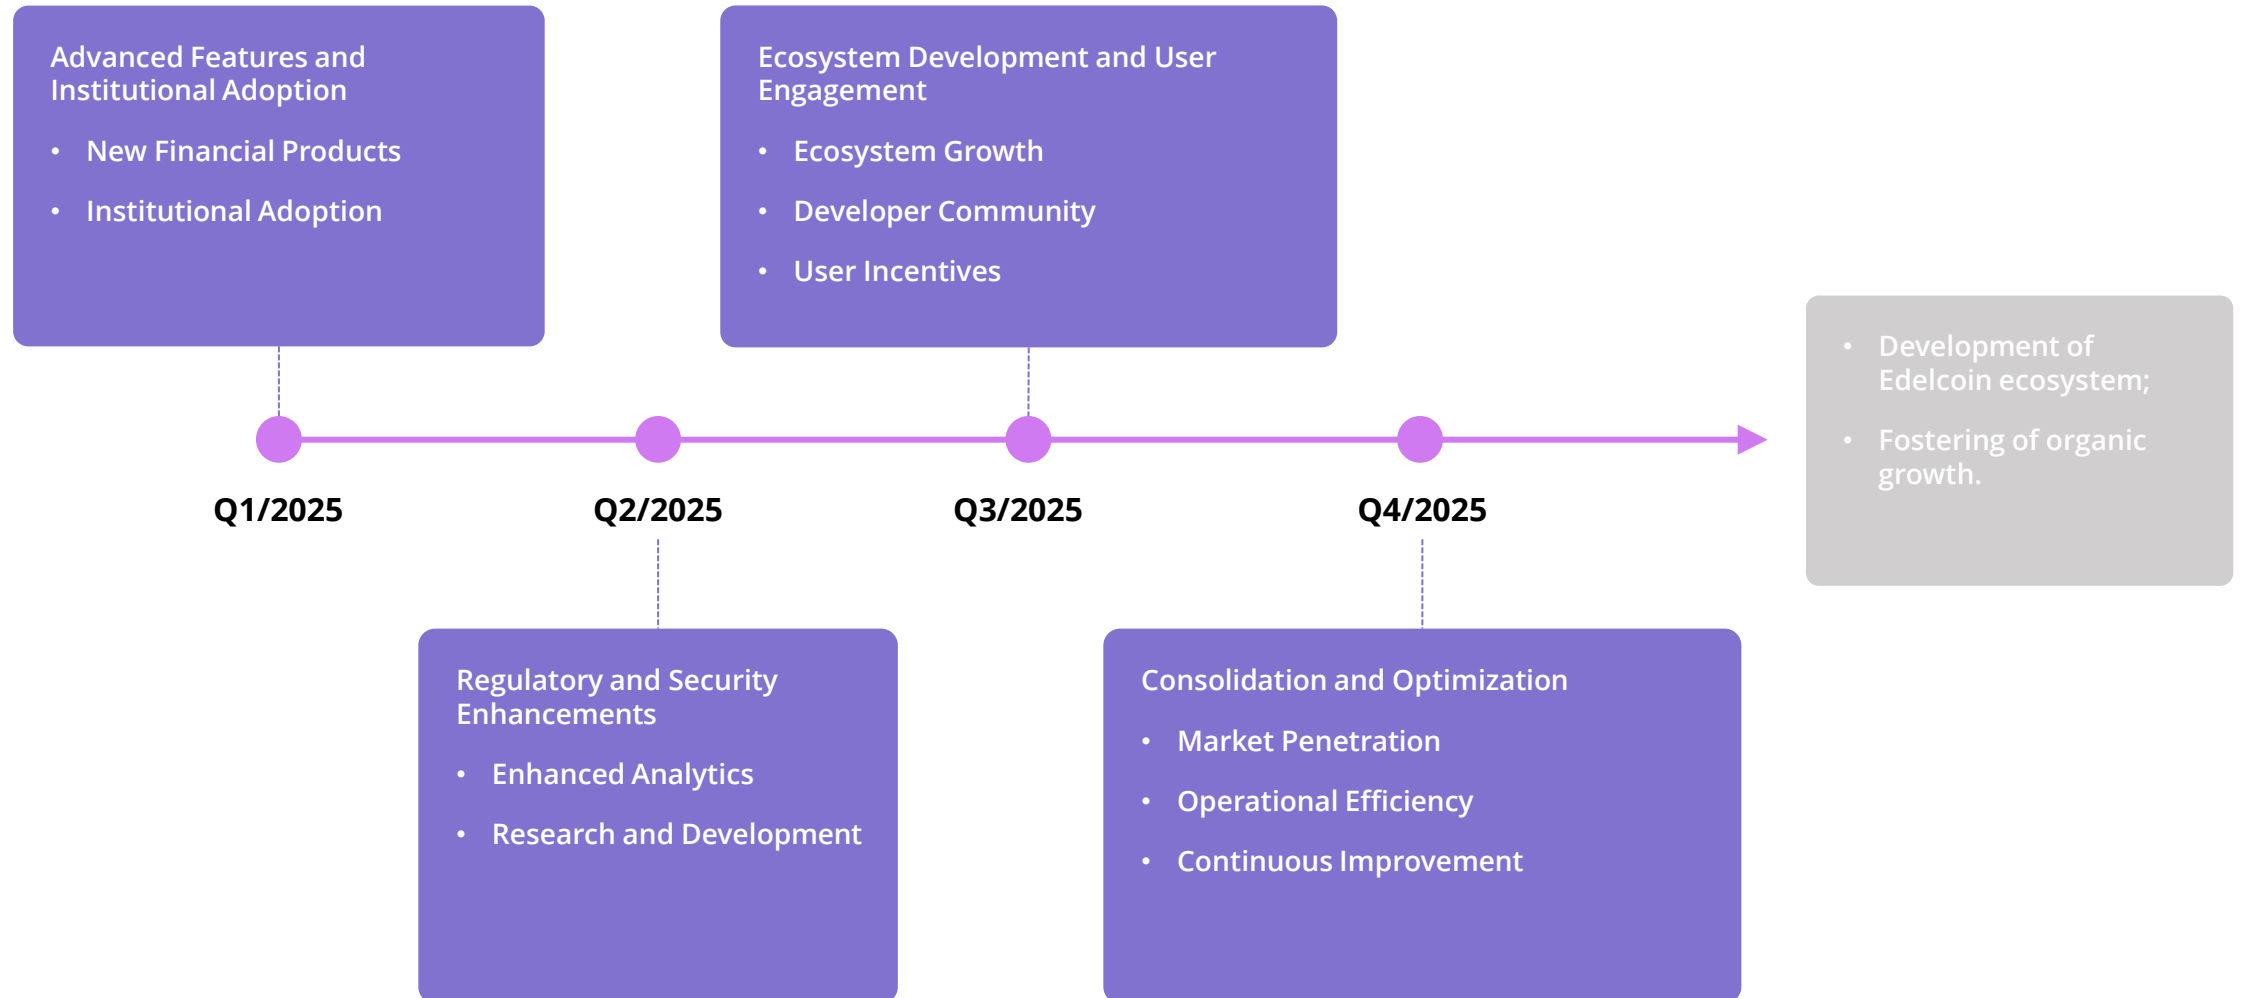 Advanced Features and
Institutional Adoption
• New Financial Products
• Institutional Adoption
Ecosystem Development and User
Engagement
• Ecosystem Growth
• Developer Community
• User Incentives
• Development of
Edelcoin ecosystem;
• Fostering of organic
growth.
Q1/2025
Q2/2025
Q3/2025
Q4/2025
Regulatory and Security
Enhancements
• Enhanced Analytics
• Research and Development
Consolidation and Optimization
• Market Penetration
• Operational Efficiency
• Continuous Improvement